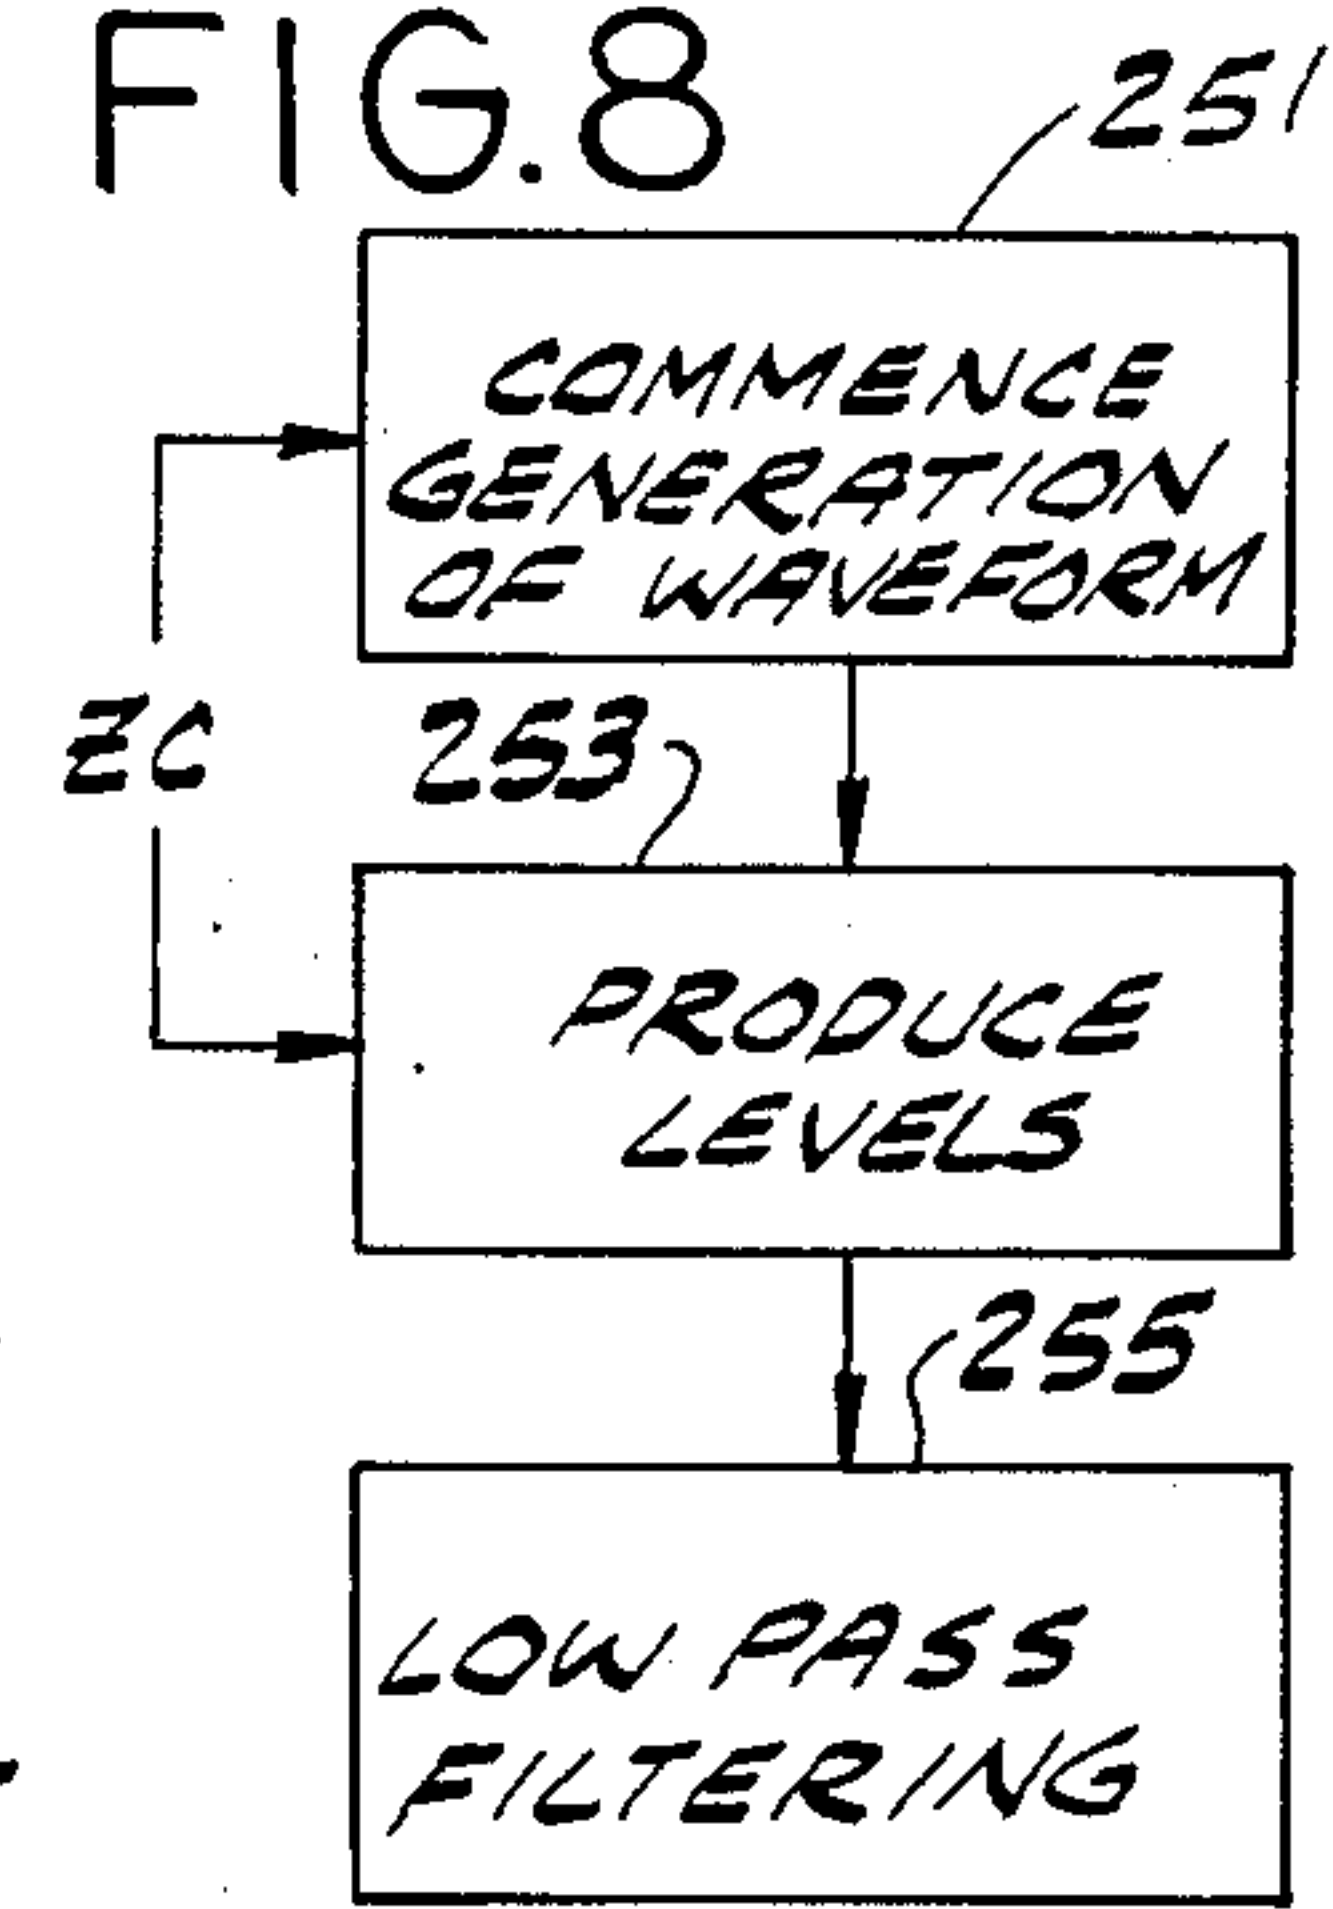 FIG.8
251
COMMENCE
GENERATION
OF WAVEFORM
ZC
253
PRODUCE
LEVELS
255
LOW PASS
FILTERING